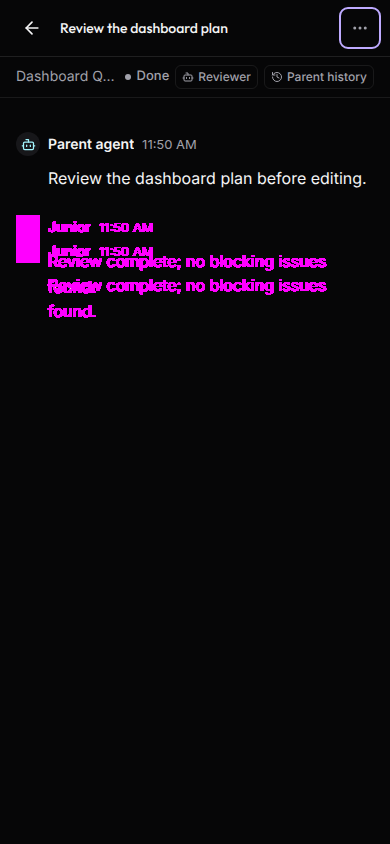 Review the dashboard plan
Dashboard Q... Done Reviewer Parent history
Parent agent 11:50 AM
Review the dashboard plan before editing.
Junior 11:50 AM
Junior 11:50 AM
Review complete; no blocking issues
Review complete; no blocking issues
found.